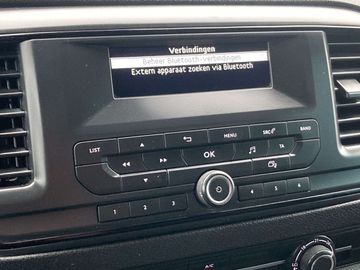 Verbindingen
Beheer Bluetooth-verbindingen
Extern apparaat zoeken via Bluetooth
MENU
SRC
BAND
LIST
OK
TA
1
2
3
4
5
6
A/C